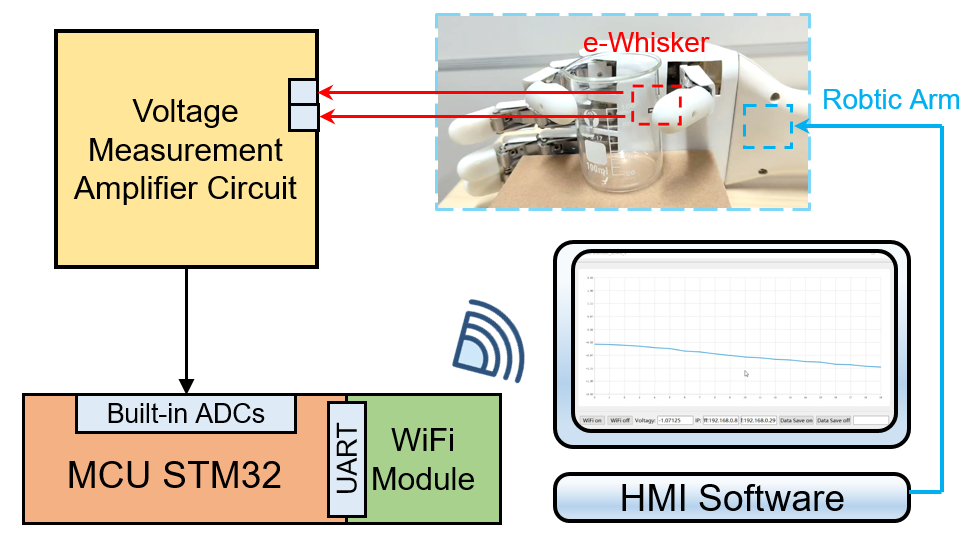 Voltage
Measurement
Amplifier Circuit
e-Whisker
Robtic Arm
100ml
Built-in ADCs
MCU STM32
UART
WiFi
Module
WiFi on
WiFi off
Voltage:
-1.07125
IP:
Data Save on
Data Save off
HMI Software